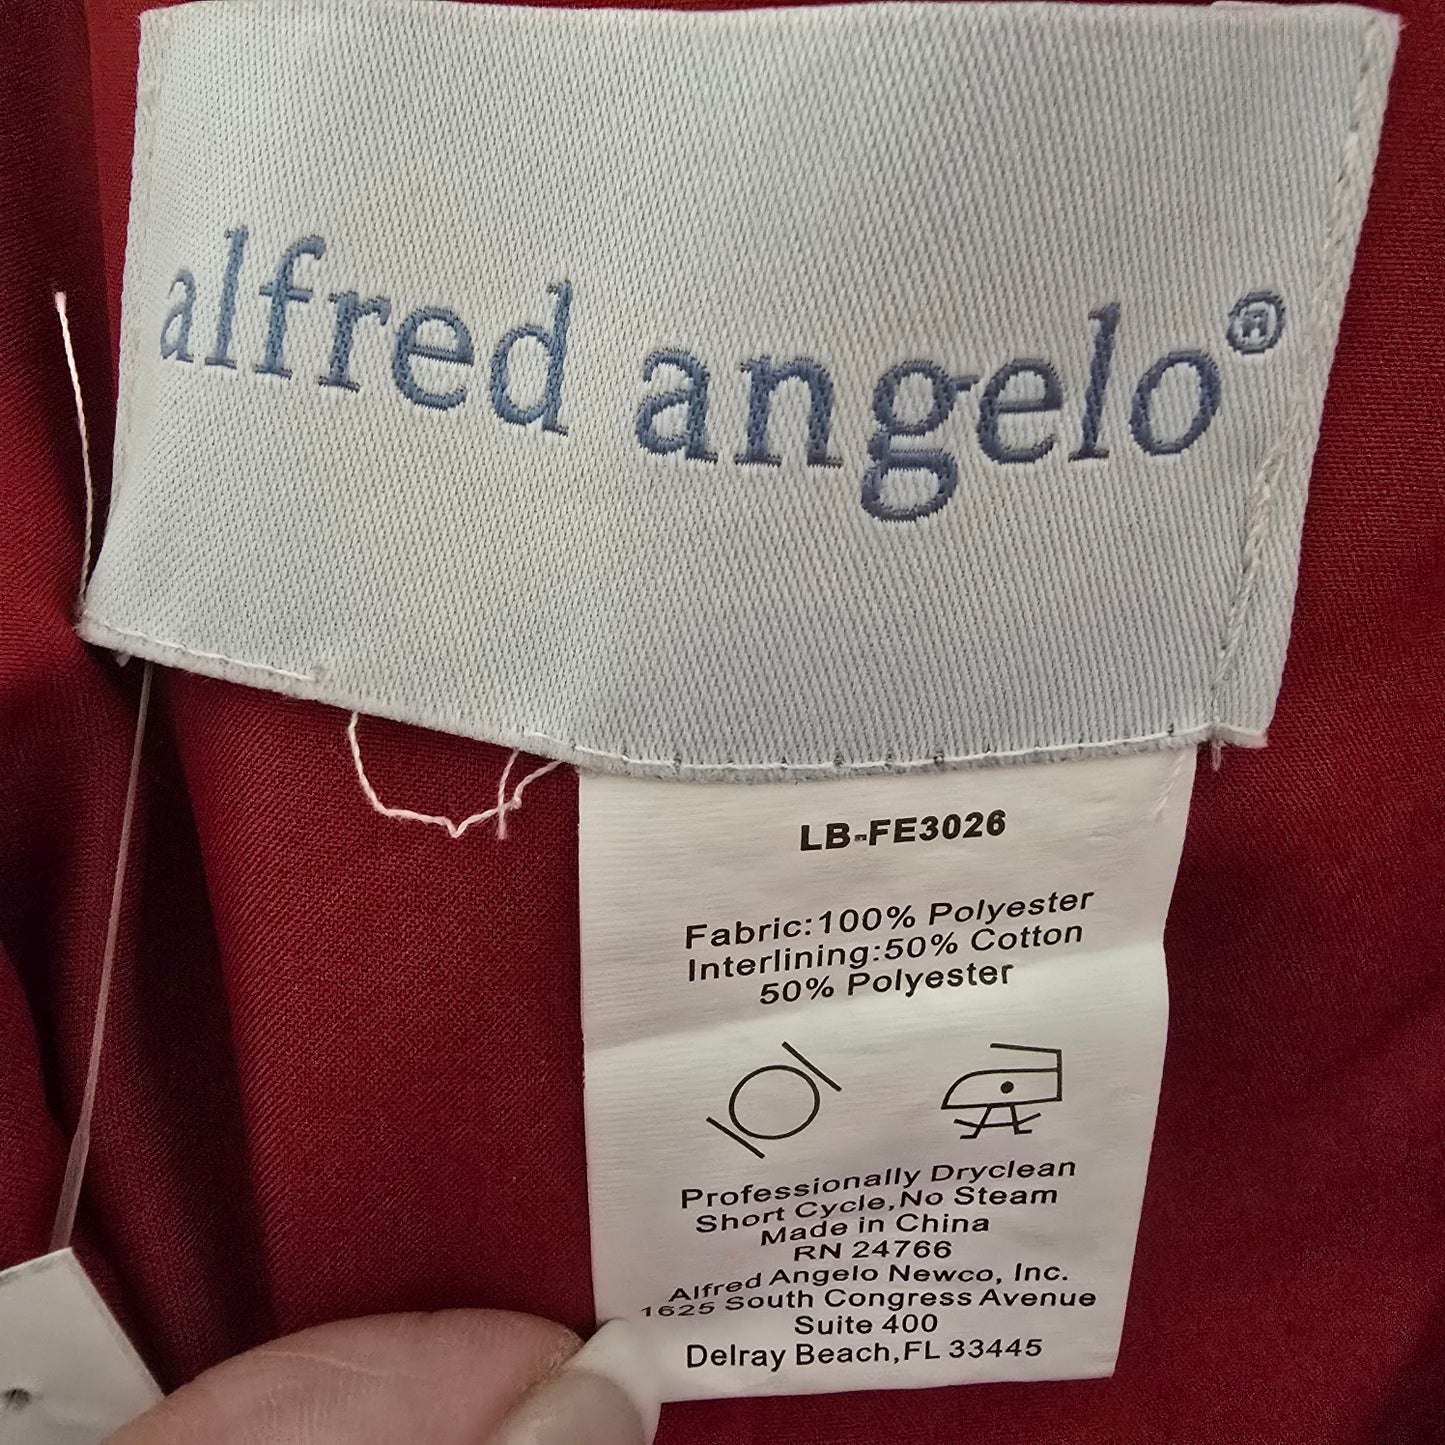 alfred angelo®
LB-FE3026
Fabric:100% Polyester
Interlining:50% Cotton
50% Polyester
Professionally Dryclean
Short Cycle,No Steam
Made in China
RN 24766
Alfred Angelo Newco, Inc.
1625 South Congress Avenue
Suite 400
Delray Beach,FL 33445